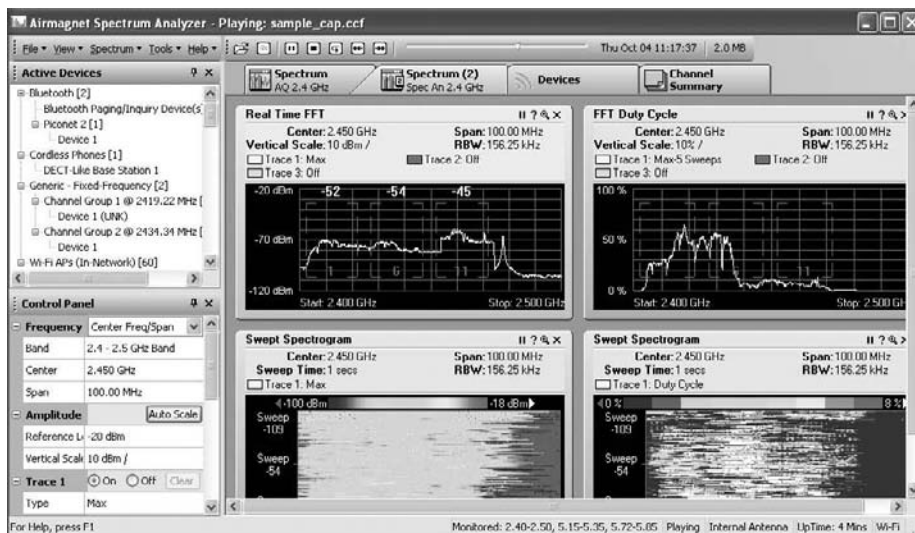 Airmagnet Spectrum Analyzer - Playing: sample_cap.ccf
File View Spectrum Tools Help
Thu Oct 04 11:17:37 2.0 MB
Active Devices
Bluetooth [2]
Bluetooth Paging/Inquiry Device(s
Piconet 2 [1]
Device 1
Cordless Phones [1]
DECT-Like Base Station 1
Generic - Fixed-Frequency [2]
Channel Group 1 @ 2419.22 MHz [
Device 1 (UNK)
Channel Group 2 @ 2434.34 MHz [
Device 1
Wi-Fi APs (In-Network) [60]
Control Panel
Frequency Center Freq/Span
Band 2.4 - 2.5 GHz Band
Center 2.450 GHz
Span 100.00 MHz
Amplitude Auto Scale
Reference L -20 dBm
Vertical Scal 10 dBm /
Trace 1 On Off Clear
Type Max
Spectrum
AQ 2.4 GHz
Spectrum (2)
Spec An 2.4 GHz
Devices
Channel
Summary
Real Time FFT
Center: 2.450 GHz Span: 100.00 MHz
Vertical Scale: 10 dBm / RBW: 156.25 kHz
Trace 1: Max Trace 2: Off
Trace 3: Off
-20 dBm -52 -54 -45
-70 dBm
1 6 11
-120 dBm
Start: 2.400 GHz Stop: 2.500 GHz
FFT Duty Cycle
Center: 2.450 GHz Span: 100.00 MHz
Vertical Scale: 10% / RBW: 156.25 kHz
Trace 1: Max-5 Sweeps Trace 2: Off
Trace 3: Off
100 %
50 %
11
0 %
Start: 2.400 GHz Stop: 2.500 GH
Swept Spectrogram
Center: 2.450 GHz Span: 100.00 MHz
Sweep Time: 1 secs RBW: 156.25 kHz
Trace 1: Max
-100 dBm -18 dBm
Sweep
-109
Sweep
-54
Swept Spectrogram
Center: 2.450 GHz Span: 100.00 MHz
Sweep Time: 1 secs RBW: 156.25 kHz
Trace 1: Duty Cycle
0 % 8 %
Sweep
-109
Sweep
-54
For Help, press F1
Monitored: 2.40-2.50, 5.15-5.35, 5.72-5.85 Playing Internal Antenna UpTime: 4 Mins Wi-Fi